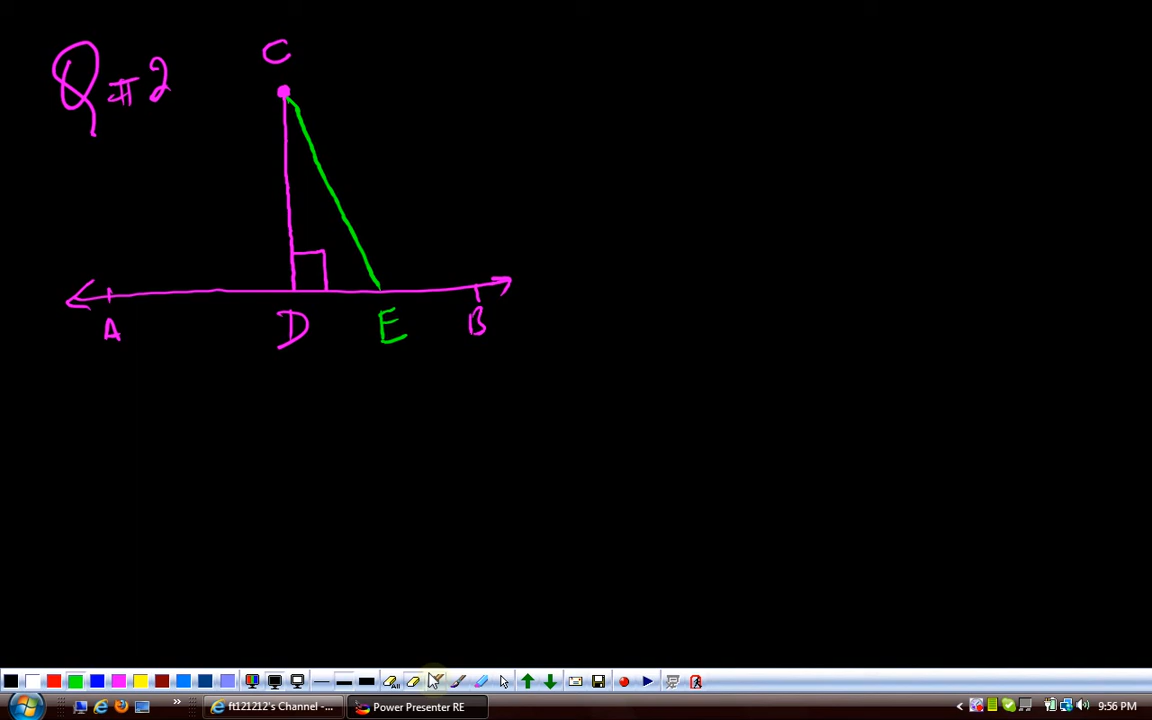 Q #2
C
A D E B
ft121212's Channel -...
Power Presenter RE
9:56 PM